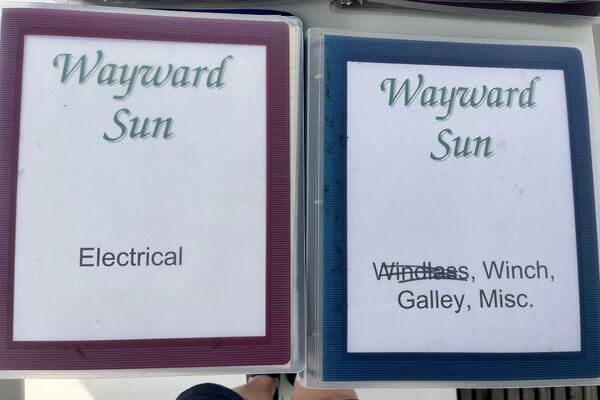 Wayward
Sun
Electrical
Wayward
Sun
Windlass, Winch,
Galley, Misc.